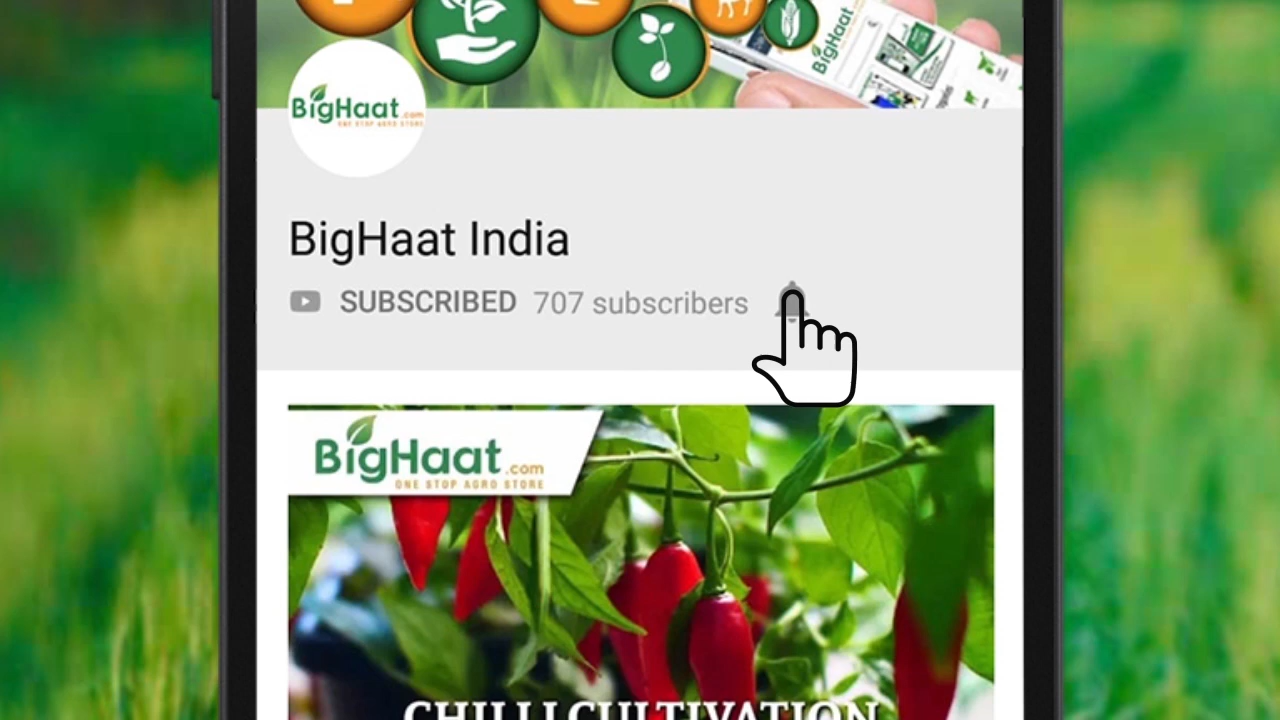 BigHaat
BigHaat.com
ONE STOP AGRO STORE
BigHaat India
SUBSCRIBED 707 subscribers
BigHaat.com
ONE STOP AGRO STORE
CHILLI CULTIVATION